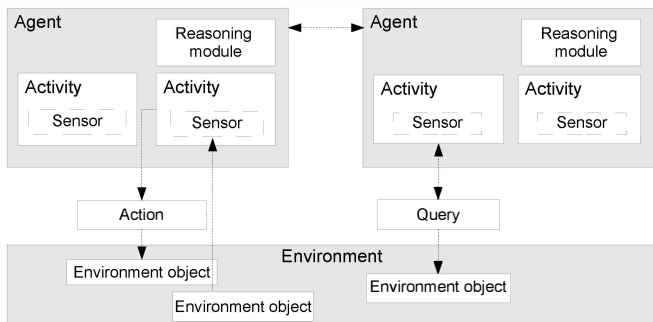 Agent
Reasoning
module
Activity
Sensor
Activity
Sensor
Agent
Reasoning
module
Activity
Sensor
Activity
Sensor
Action
Query
Environment
Environment object
Environment object
Environment object